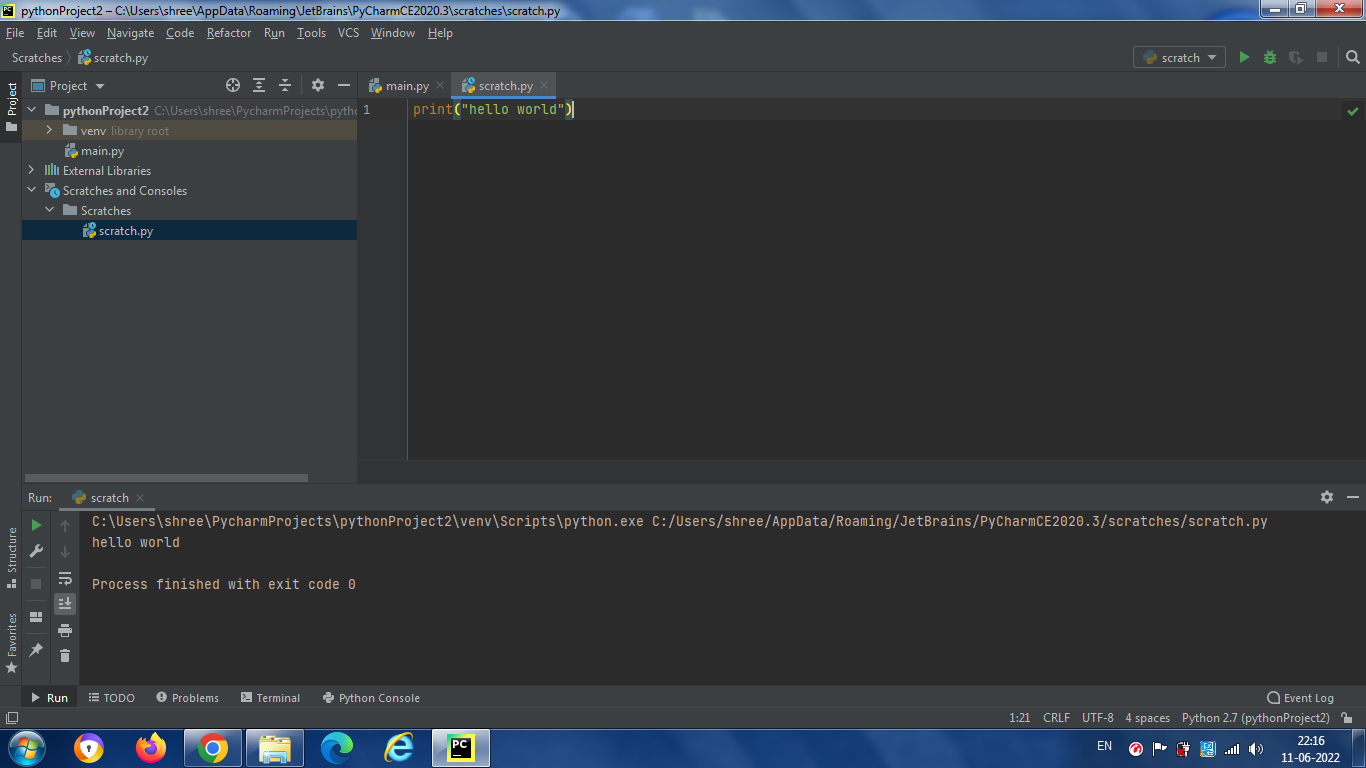 pythonProject2 – C:\Users\shree\AppData\Roaming\JetBrains\PyCharmCE2020.3\scratches\scratch.py
File Edit View Navigate Code Refactor Run Tools VCS Window Help
Scratches scratch.py scratch
Project Project main.py scratch.py
pythonProject2 C:\Users\shree\PycharmProjects\pytho
1 print("hello world")
venv library root
main.py
External Libraries
Scratches and Consoles
Scratches
scratch.py
Run: scratch
C:\Users\shree\PycharmProjects\pythonProject2\venv\Scripts\python.exe C:/Users/shree/AppData/Roaming/JetBrains/PyCharmCE2020.3/scratches/scratch.py
hello world
Process finished with exit code 0
Structure
Favorites
Run TODO Problems Terminal Python Console Event Log
1:21 CRLF UTF-8 4 spaces Python 2.7 (pythonProject2)
PC EN 22:16
11-06-2022